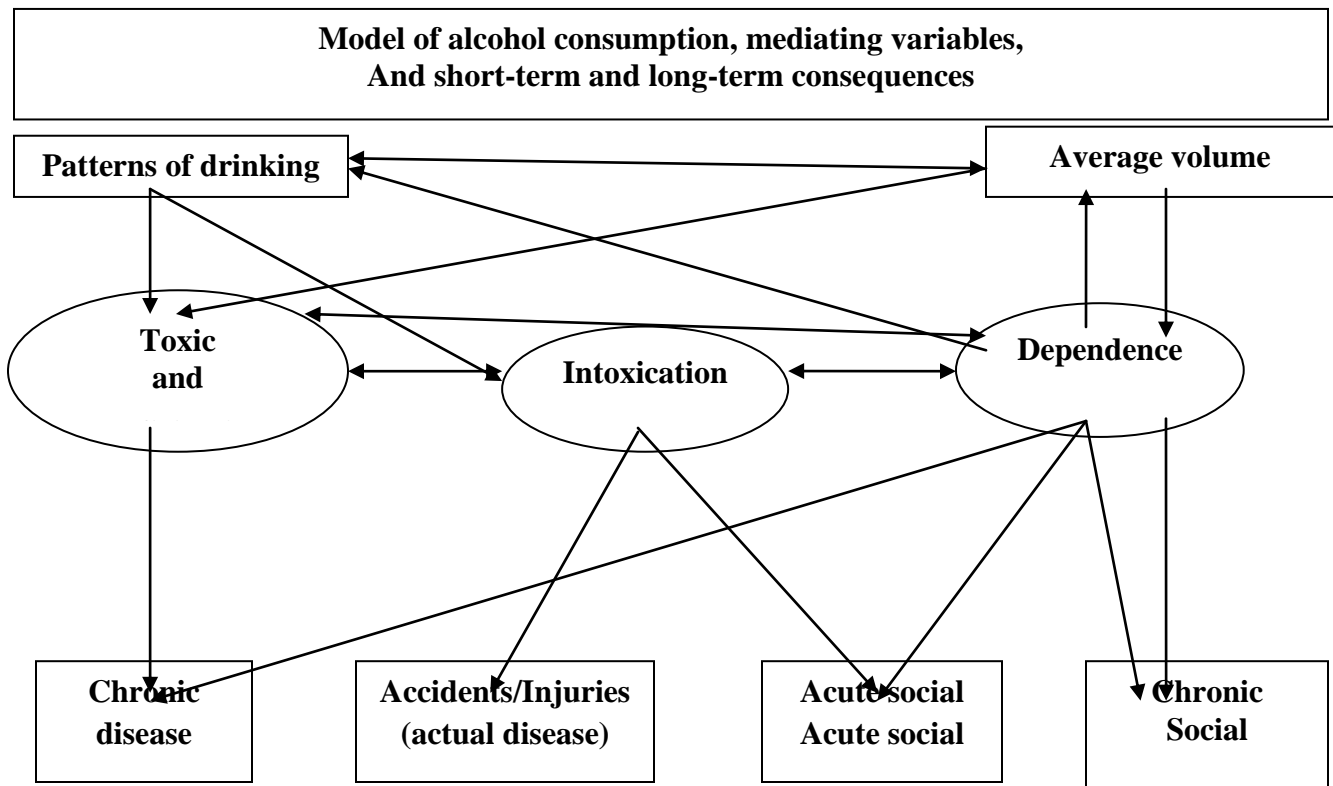 Model of alcohol consumption, mediating variables,
And short-term and long-term consequences
Patterns of drinking
Average volume
Toxic
and
Intoxication
Dependence
Chronic
disease
Accidents/Injuries
(actual disease)
Acute social
Acute social
Chronic
Social